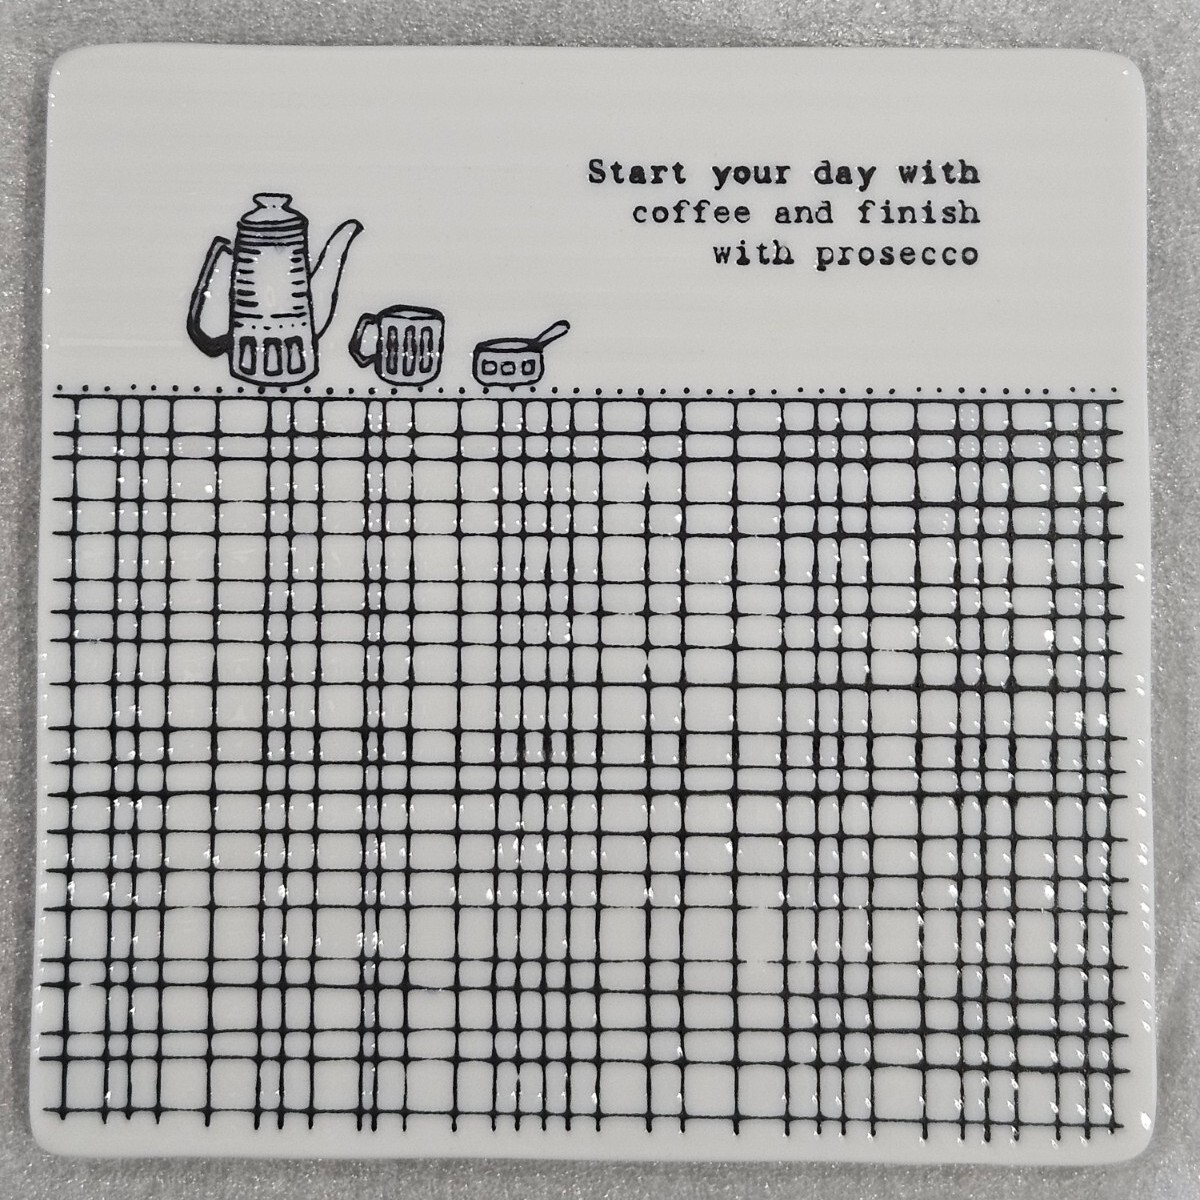 Start your day with
coffee and finish
with prosecco